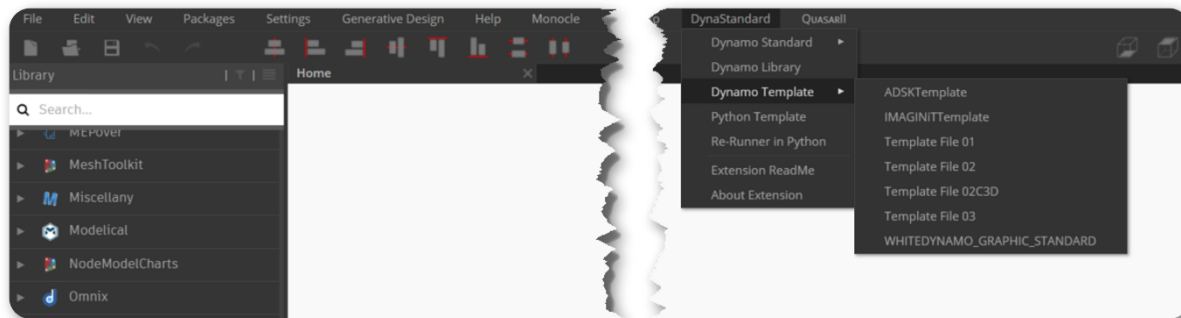 File Edit View Packages Settings Generative Design Help Monocle DynaStandard QUASARII
Library
Home
Search...
MEPover
MeshToolkit
Miscellany
Modelical
NodeModelCharts
Omnix
Dynamo Standard
Dynamo Library
Dynamo Template
Python Template
Re-Runner in Python
Extension ReadMe
About Extension
ADSKTemplate
IMAGINiTTemplate
Template File 01
Template File 02
Template File 02C3D
Template File 03
WHITEDYNAMO_GRAPHIC_STANDARD